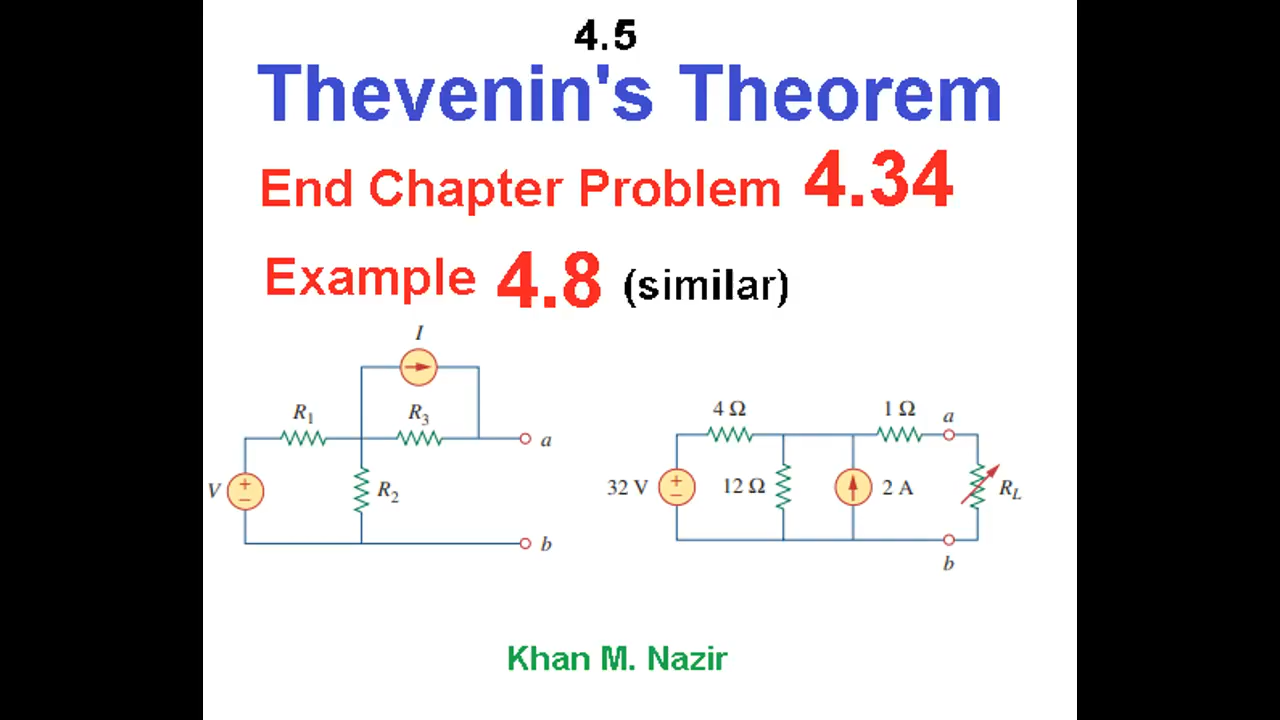 4.5
Thevenin's Theorem
End Chapter Problem 4.34
Example 4.8 (similar)
I
R1 R3 a
V + − R2
b
4 Ω 1 Ω a
32 V + − 12 Ω 2 A RL
b
Khan M. Nazir